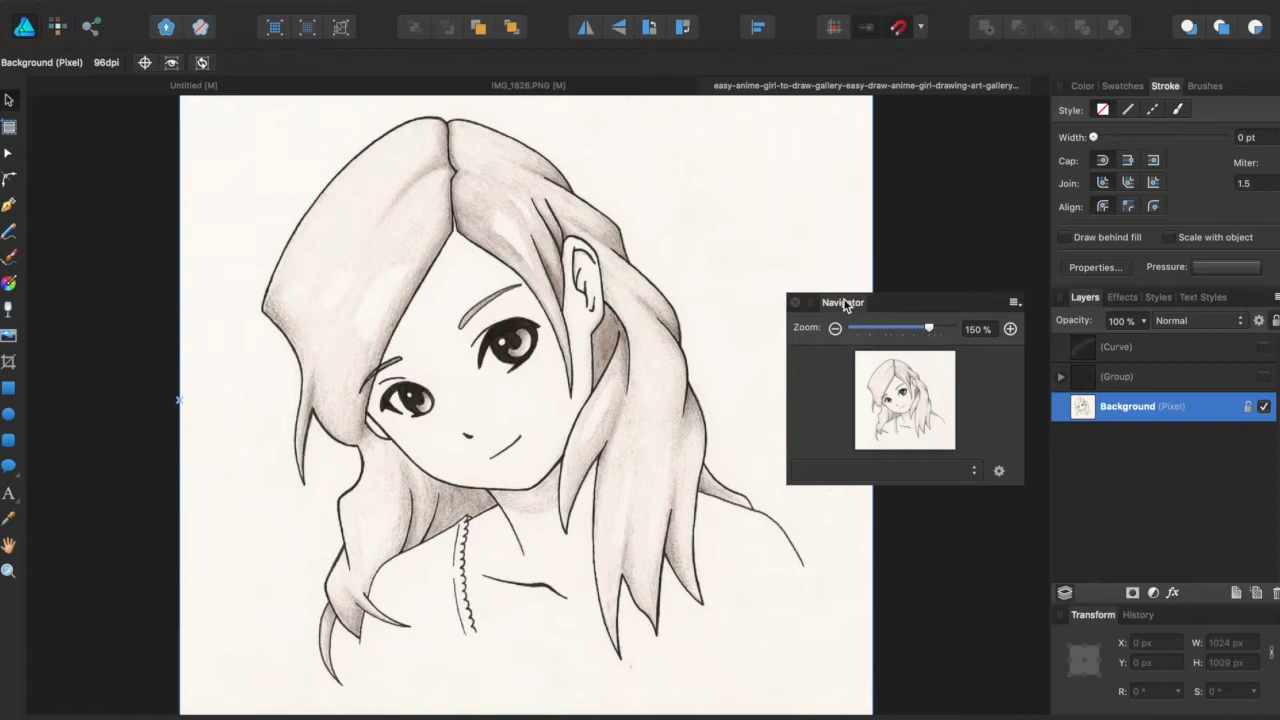 Background (Pixel) 96dpi
Untitled [M] IMG_1826.PNG [M] easy-anime-girl-to-draw-gallery-easy-draw-anime-girl-drawing-art-gallery...
Color Swatches Stroke Brushes
Style:
Width: 0 pt
Cap: Miter:
Join: 1.5
Align:
Draw behind fill Scale with object
Properties... Pressure:
Layers Effects Styles Text Styles
Opacity: 100 % Normal
(Curve)
(Group)
Background (Pixel)
Navigator
Zoom: 150 %
Transform History
X: 0 px W: 1024 px
Y: 0 px H: 1009 px
R: 0 ° S: 0 °